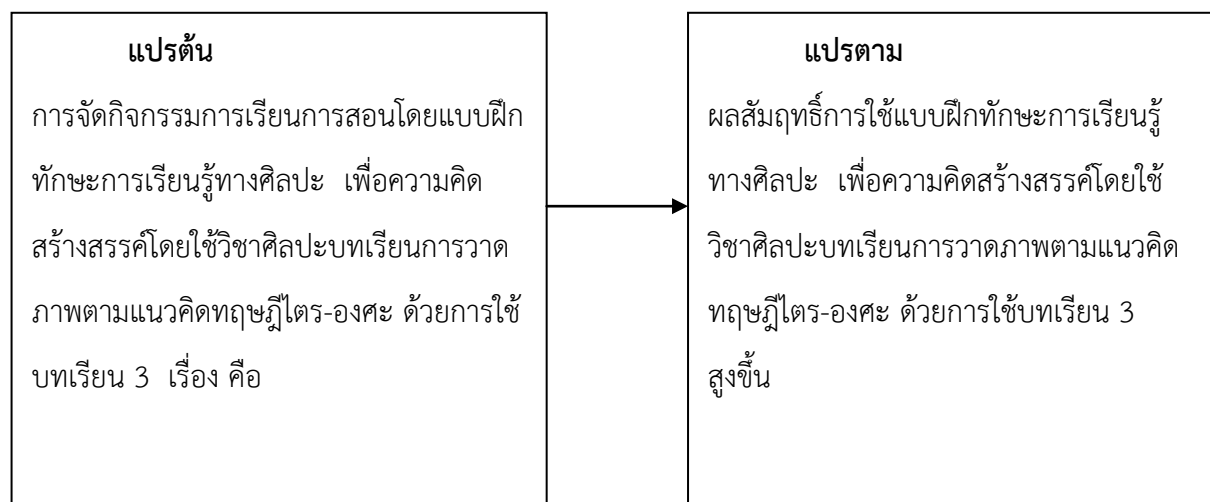 แปรต้น
การจัดกิจกรรมการเรียนการสอนโดยแบบฝึก
ทักษะการเรียนรู้ทางศิลปะ เพื่อความคิด
สร้างสรรค์โดยใช้วิชาศิลปะบทเรียนการวาด
ภาพตามแนวคิดทฤษฎีไตร-องศะ ด้วยการใช้
บทเรียน 3 เรื่อง คือ
แปรตาม
ผลสัมฤทธิ์การใช้แบบฝึกทักษะการเรียนรู้
ทางศิลปะ เพื่อความคิดสร้างสรรค์โดยใช้
วิชาศิลปะบทเรียนการวาดภาพตามแนวคิด
ทฤษฎีไตร-องศะ ด้วยการใช้บทเรียน 3
สูงขึ้น